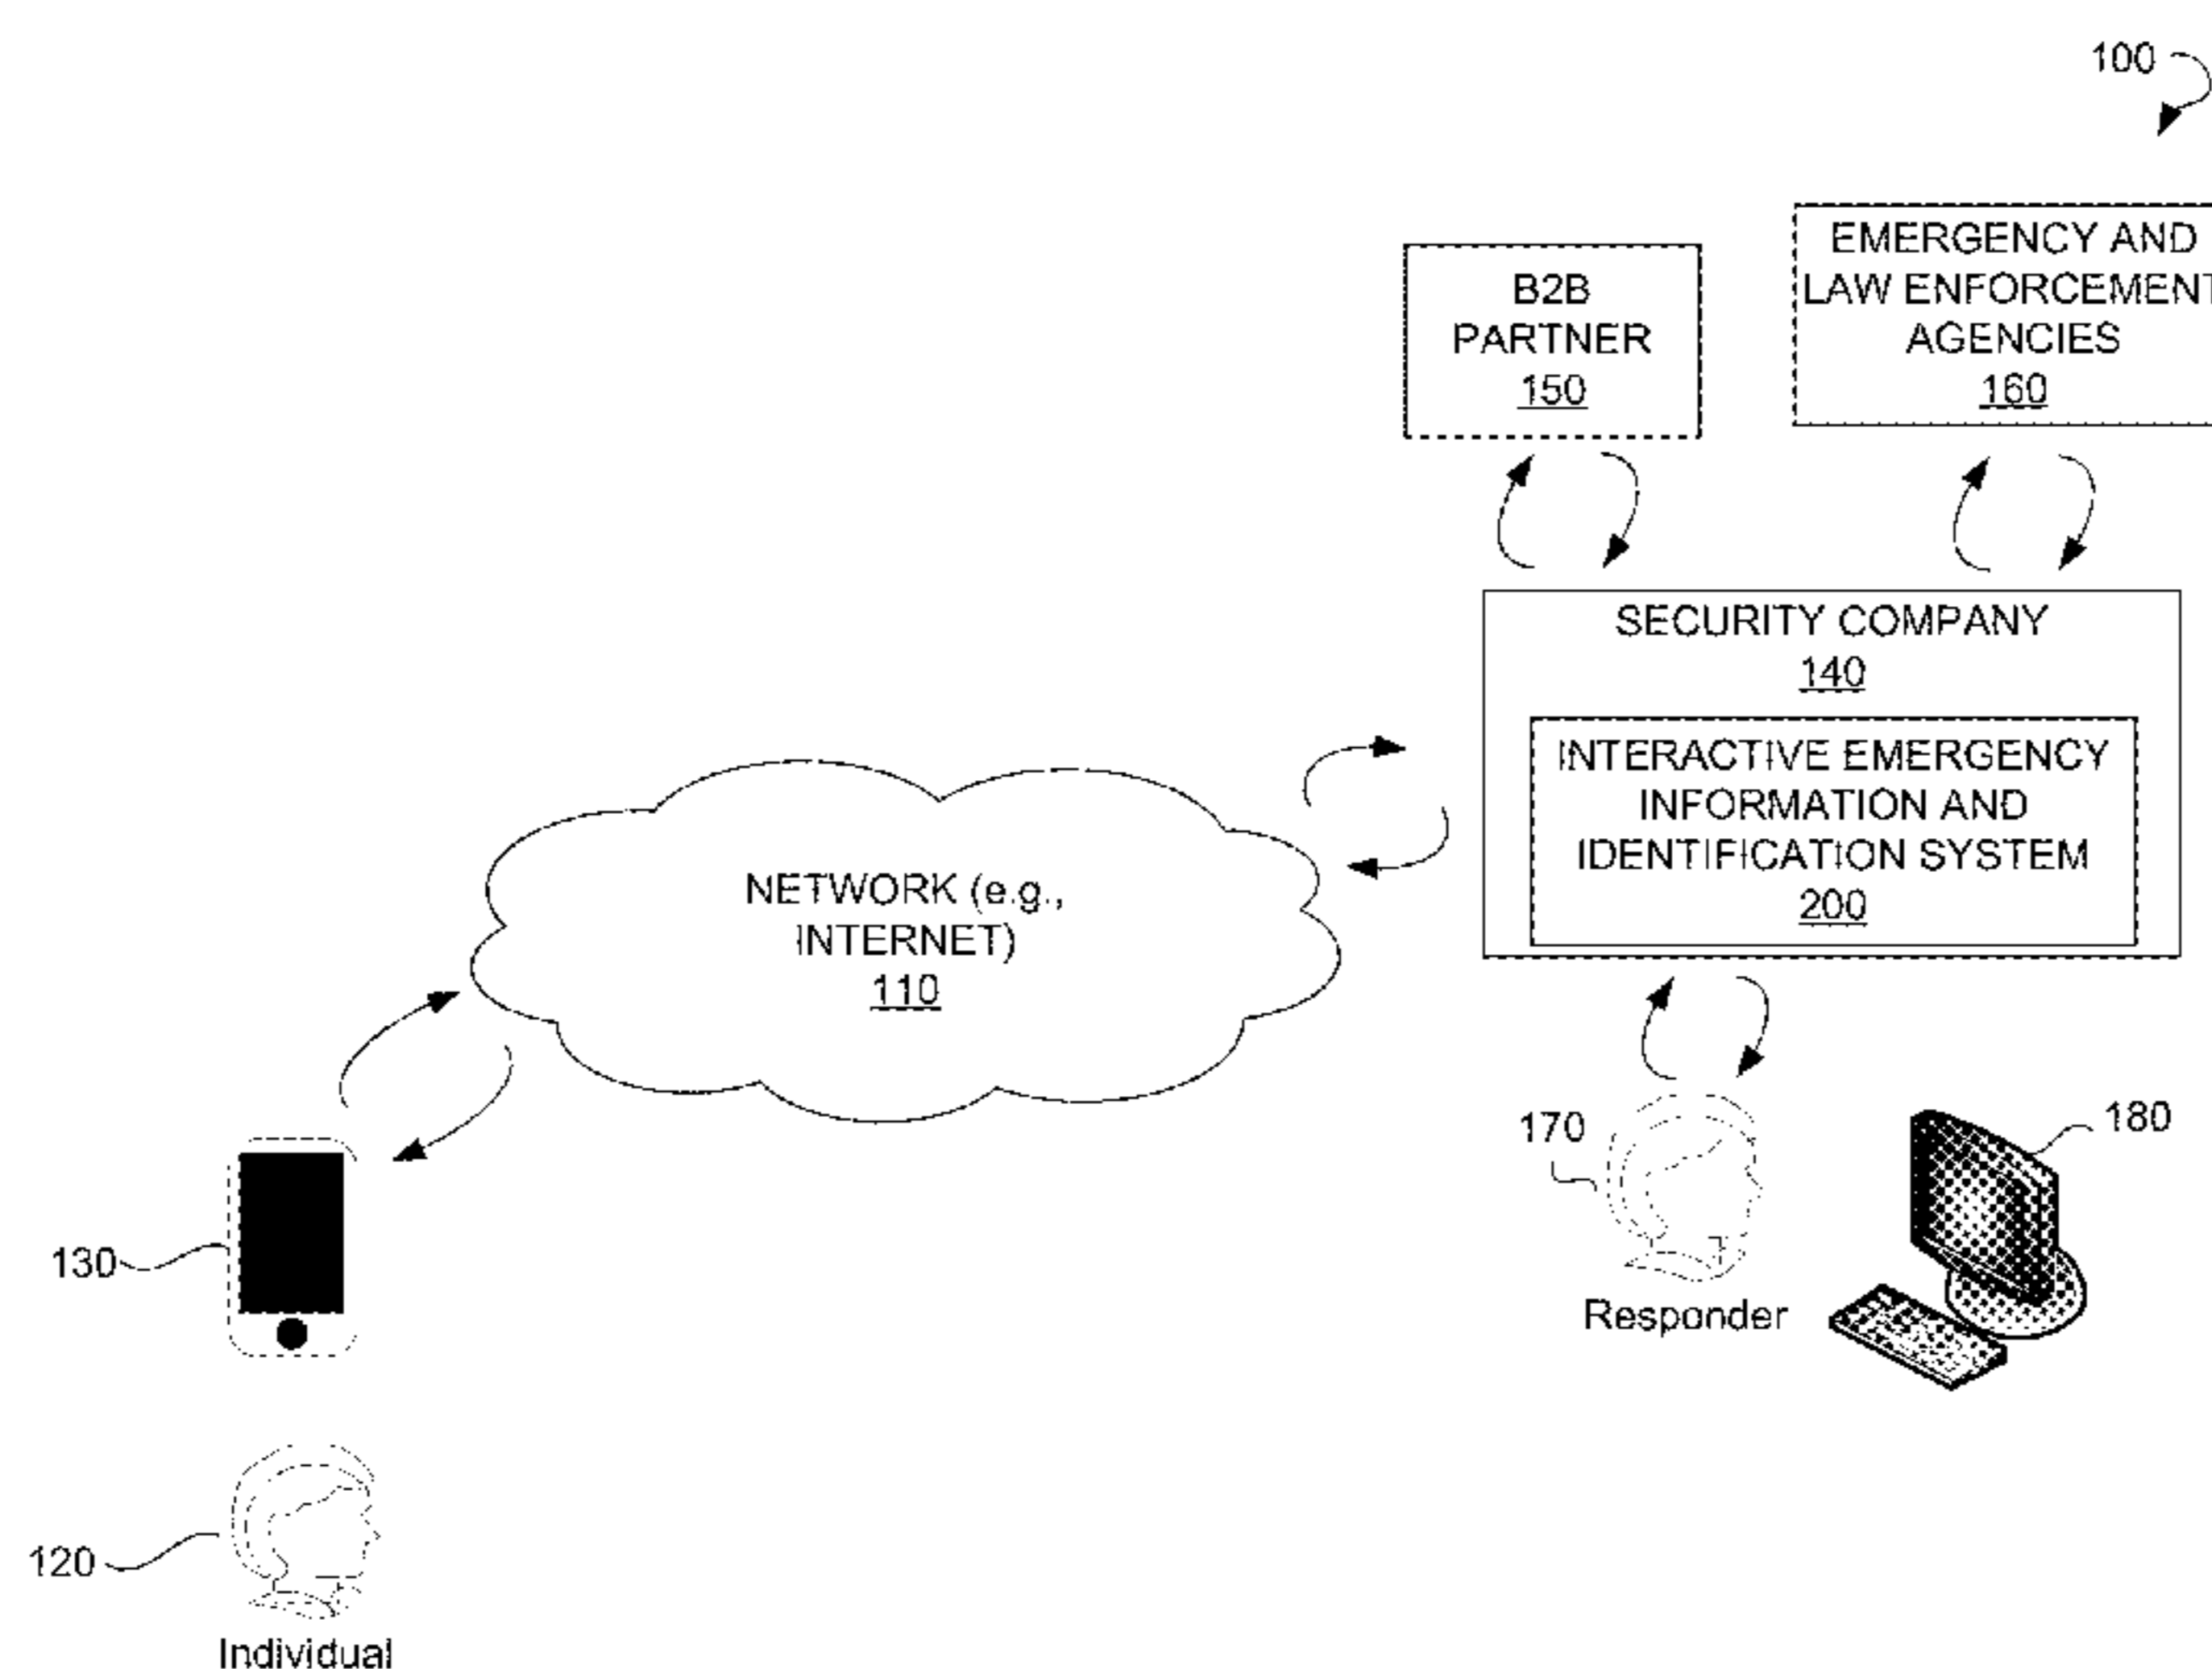 100
B2B
PARTNER
150
EMERGENCY AND
LAW ENFORCEMENT
AGENCIES
160
SECURITY COMPANY
140
INTERACTIVE EMERGENCY
INFORMATION AND
IDENTIFICATION SYSTEM
200
NETWORK (e.g.,
INTERNET)
110
170
Responder
180
130
120
Individual